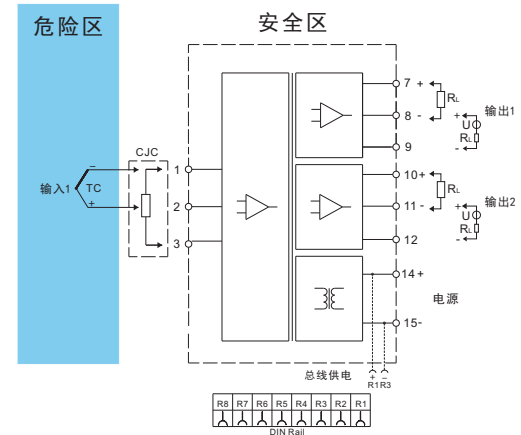 危险区
安全区
CJC
输入1
−
TC
+
1
2
3
7 +
8 -
9
RL
+
U
RL
-
输出1
10+
11-
12
RL
+
U
RL
-
输出2
14+
15-
电源
总线供电
+ −
R1R3
R8 R7 R6 R5 R4 R3 R2 R1
DIN Rail